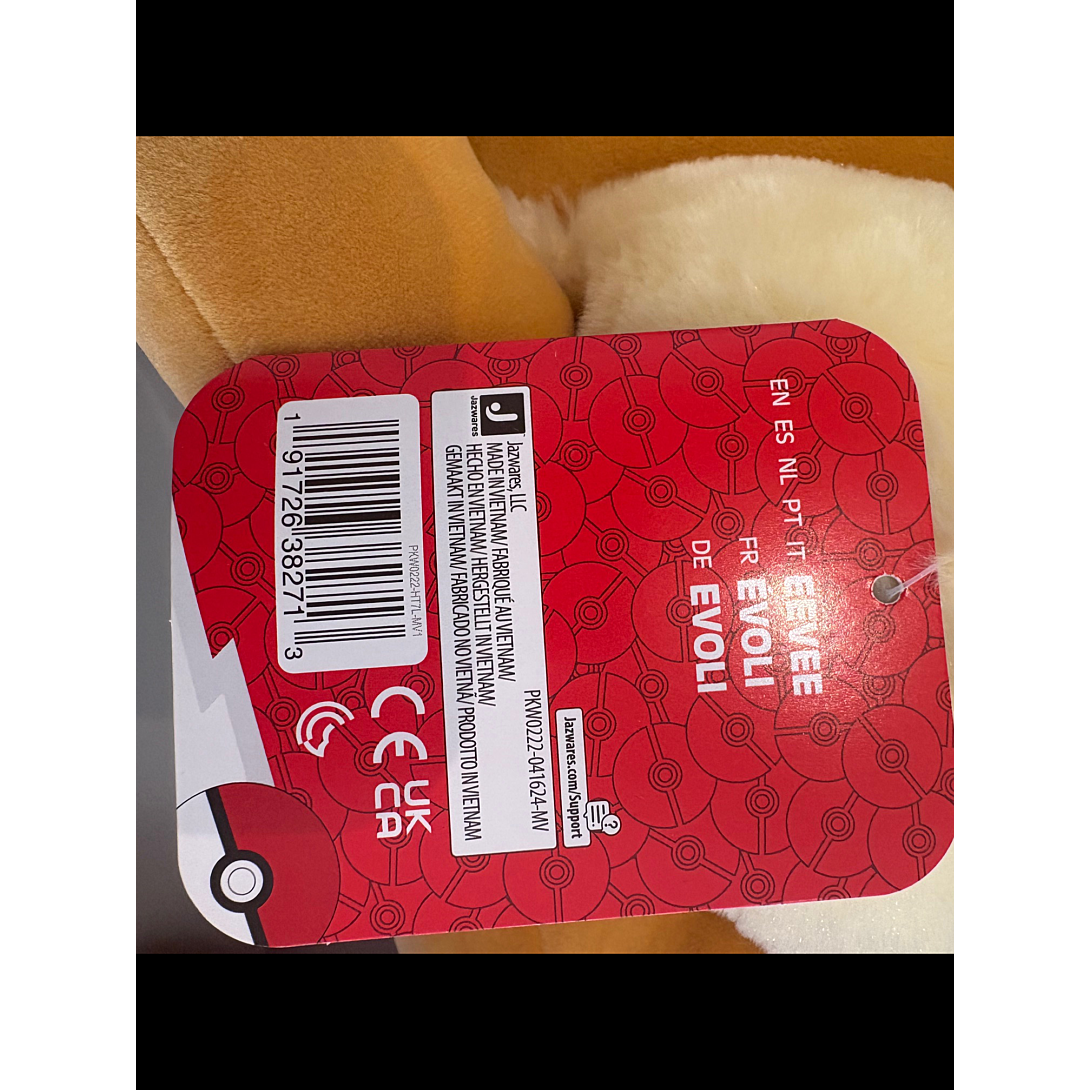 EN ES NL PT IT EEVEE
FR EVOLI
DE EVOLI
Jazwares.com/Support
?
J
Jazwares
Jazwares, LLC
PKW0222-041624-MV
MADE IN VIETNAM/ FABRIQUÉ AU VIETNAM/
HECHO EN VIETNAM/ HERGESTELLT IN VIETNAM/
GEMAAKT IN VIETNAM/ FABRICADO NO VIETNÃ/ PRODOTTO IN VIETNAM
PKW0222-HT7L-MV1
1 91726 38271 3
CE
UK
CA